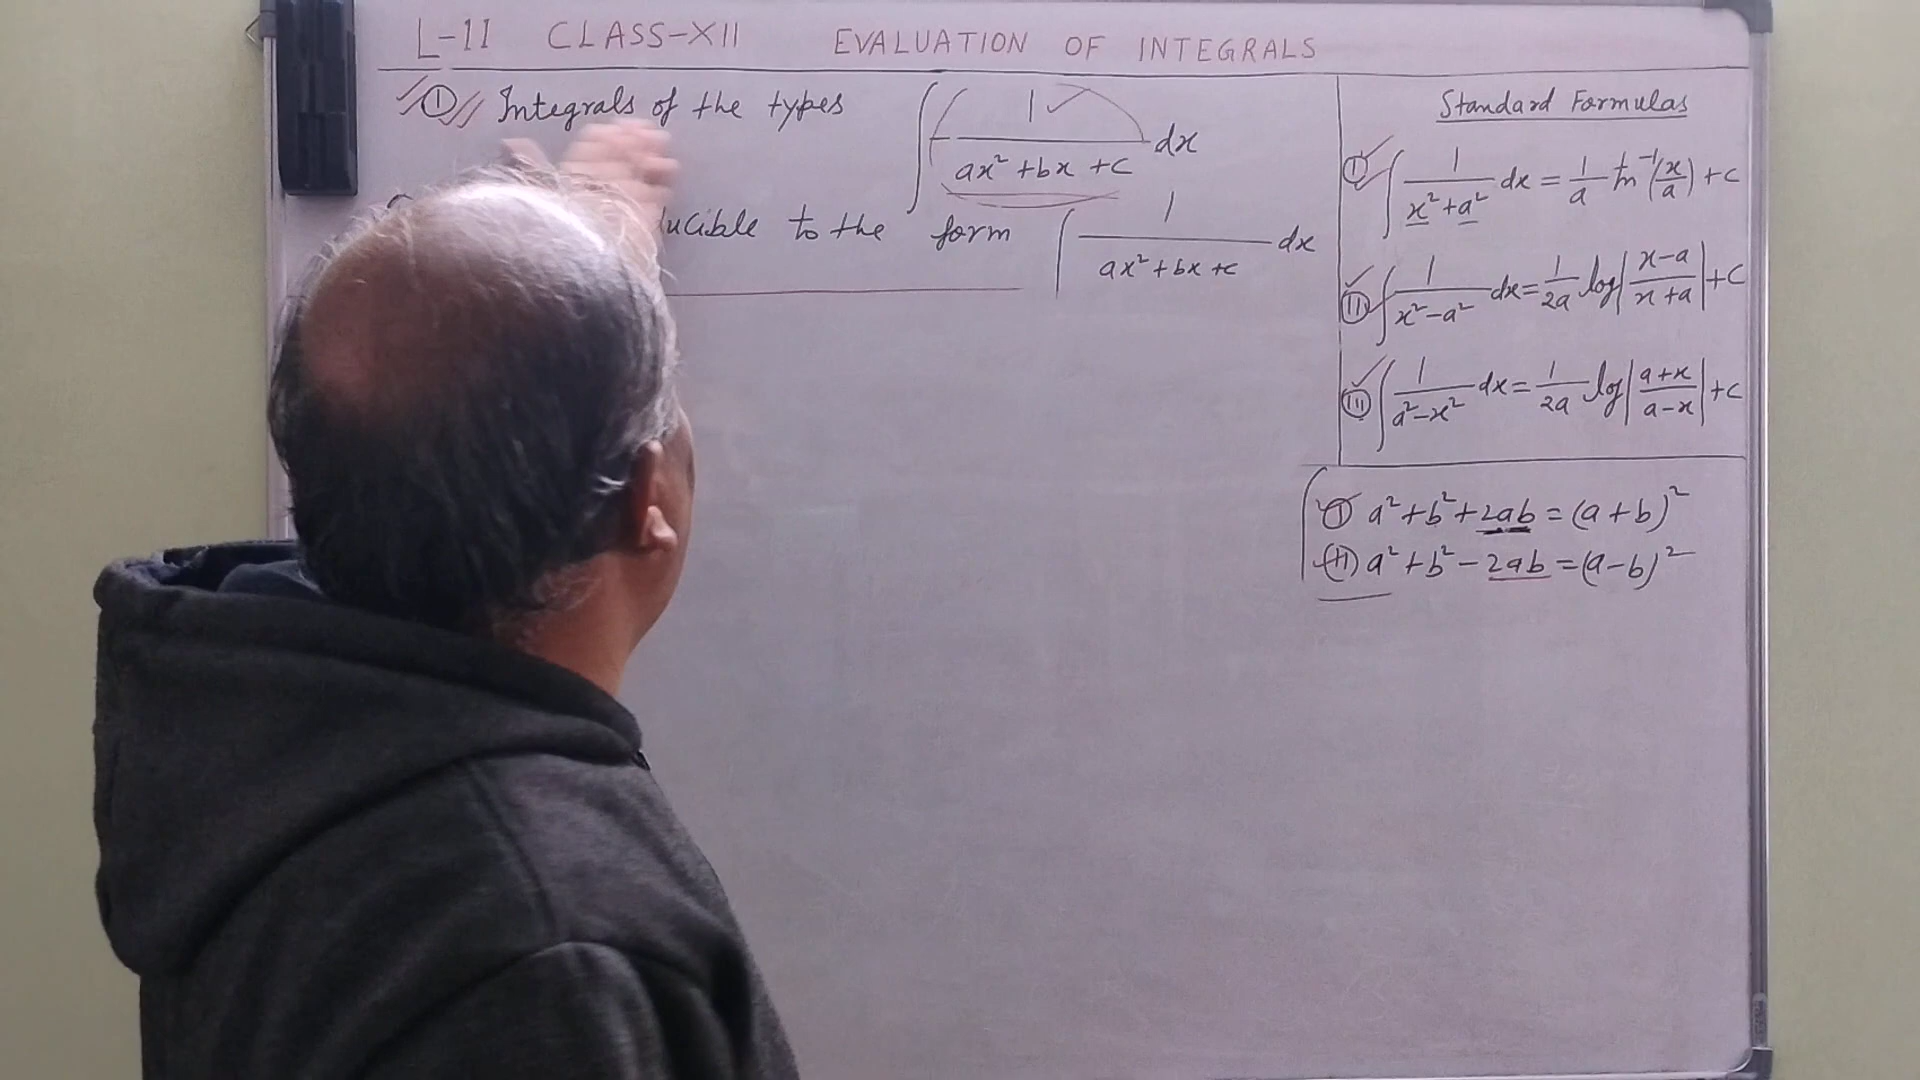 L-11 CLASS-XII EVALUATION OF INTEGRALS
① Integrals of the types ∫ 1/(ax²+bx+c) dx
ducible to the form ∫ 1/(ax²+bx+c) dx
Standard Formulas
① ∫ 1/(x²+a²) dx = 1/a tan⁻¹(x/a)+c
(II) ∫ 1/(x²-a²) dx = 1/2a log|(x-a)/(x+a)|+c
(III) ∫ 1/(a²-x²) dx = 1/2a log|(a+x)/(a-x)|+c
(I) a²+b²+2ab=(a+b)²
(II) a²+b²-2ab=(a-b)²